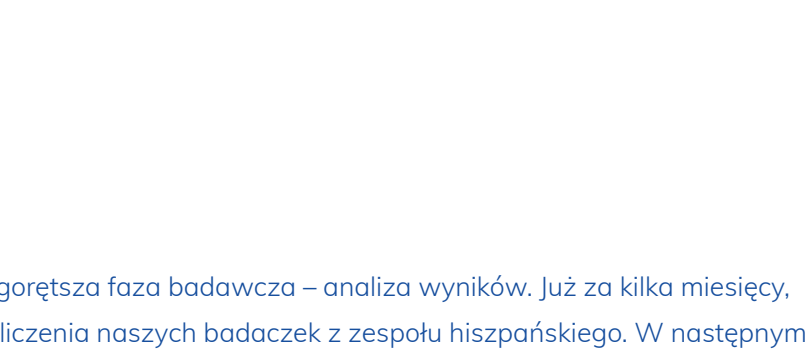 gorętsza faza badawcza – analiza wyników. Już za kilka miesięcy,
liczenia naszych badaczek z zespołu hiszpańskiego. W następnym